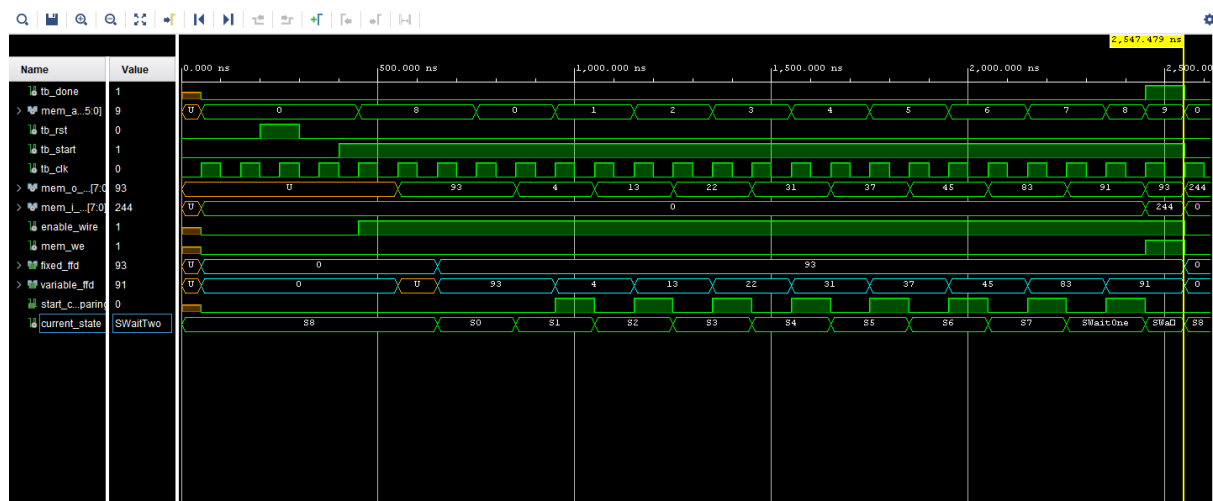 2,547.479 ns
Name Value 0.000 ns 500.000 ns 1,000.000 ns 1,500.000 ns 2,000.000 ns 2,500.00
tb_done 1
mem_a...5:0] 9 U 0 8 0 1 2 3 4 5 6 7 8 9 0
tb_rst 0
tb_start 1
tb_clk 0
mem_o_...[7:0 93 U 93 4 13 22 31 37 45 83 91 93 244
mem_i_...[7:0] 244 U 0 244 0
enable_wire 1
mem_we 1
fixed_ffd 93 U 0 93 0
variable_ffd 91 U 0 U 93 4 13 22 31 37 45 83 91 0
start_c...paring 0
current_state SWaitTwo S8 S0 S1 S2 S3 S4 S5 S6 S7 SWaitOne SWa S8